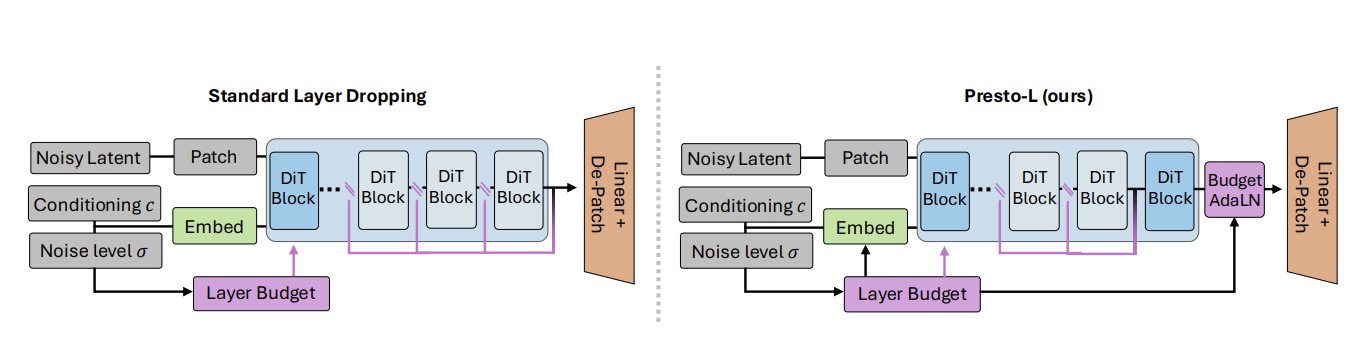 Standard Layer Dropping
Noisy Latent
Patch
Conditioning c
Embed
Noise level σ
Layer Budget
DiT
Block
...
DiT
Block
DiT
Block
DiT
Block
Linear +
De-Patch
Presto-L (ours)
Noisy Latent
Patch
Conditioning c
Embed
Noise level σ
Layer Budget
DiT
Block
...
DiT
Block
DiT
Block
DiT
Block
Budget
AdaLN
Linear +
De-Patch